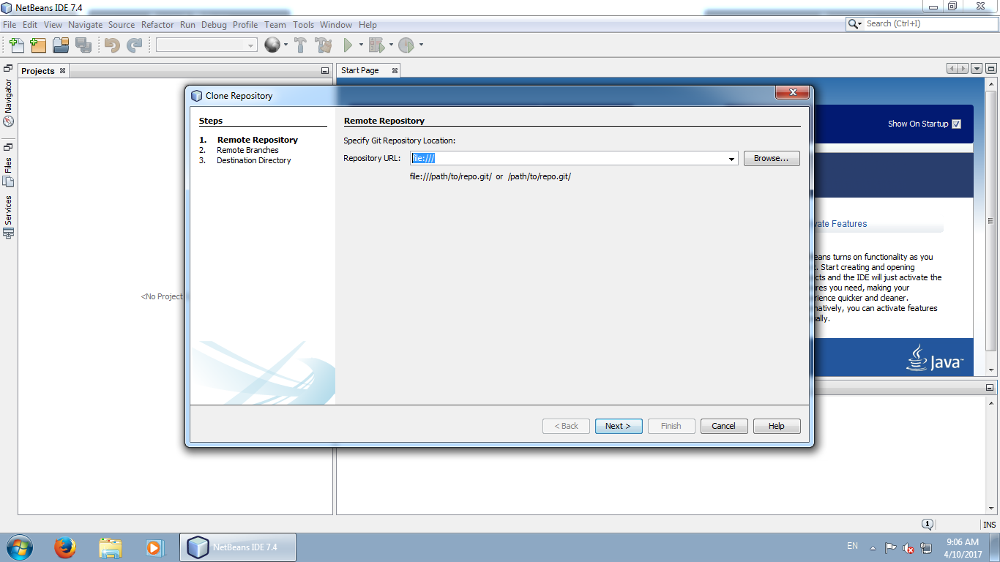 NetBeans IDE 7.4
File Edit View Navigate Source Refactor Run Debug Profile Team Tools Window Help
Search (Ctrl+I)
Projects
Start Page
Navigator
Files
Services
<No Project
Show On Startup
Clone Repository
Steps
1. Remote Repository
2. Remote Branches
3. Destination Directory
Remote Repository
Specify Git Repository Location:
Repository URL: file:/// Browse...
file:///path/to/repo.git/ or /path/to/repo.git/
< Back Next > Finish Cancel Help
vate Features
eans turns on functionality as you
t. Start creating and opening
cts and the IDE will just activate the
res you need, making your
rience quicker and cleaner.
natively, you can activate features
ally.
Java™
1
INS
NetBeans IDE 7.4
EN
9:06 AM
4/10/2017